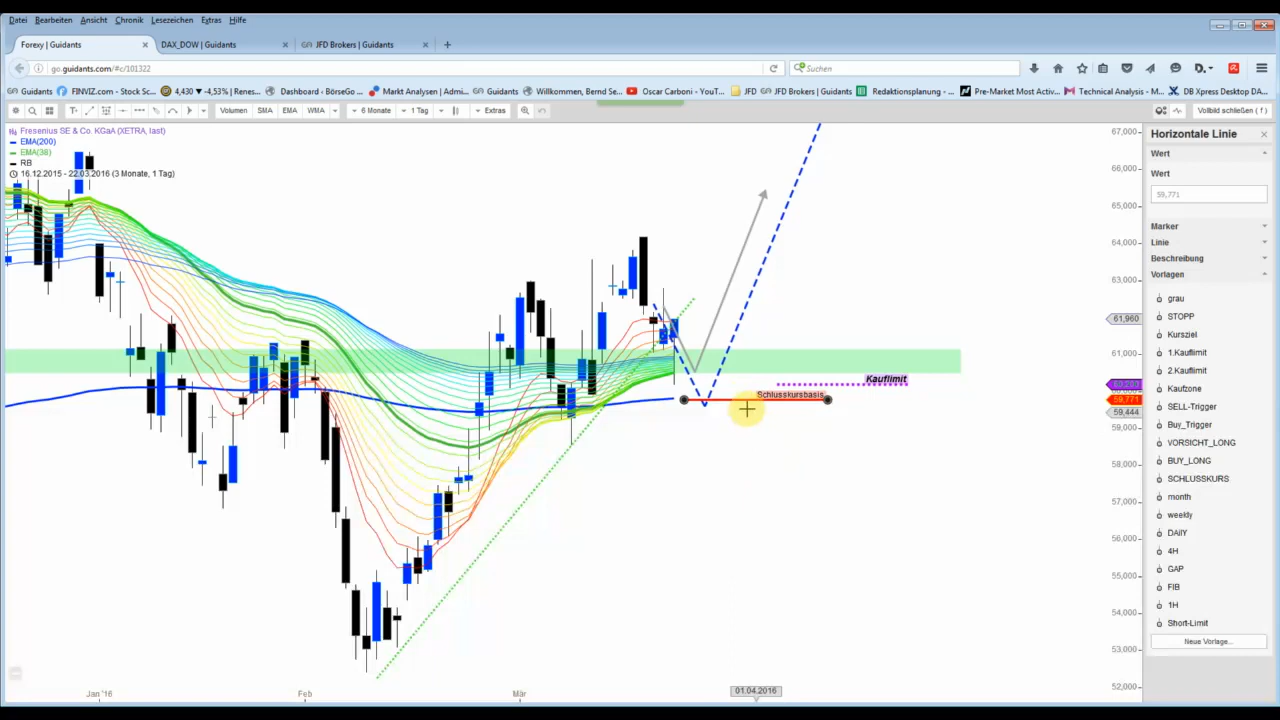 Datei Bearbeiten Ansicht Chronik Lesezeichen Extras Hilfe
Forexy | Guidants
DAX_DOW | Guidants
JFD Brokers | Guidants
go.guidants.com/#c/101322
Suchen
Guidants FINVIZ.com - Stock Sc... 4,430 ▼ -4,53% | Renes... Dashboard - BörseGo ... Markt Analysen | Admi... Guidants Willkommen, Bernd Se... Oscar Carboni - YouT... JFD JFD Brokers | Guidants Redaktionsplanung - ... Pre-Market Most Activ... Technical Analysis - M... DB Xpress Desktop DA...
Volumen SMA EMA WMA 6 Monate 1 Tag Extras Vollbild schließen ( f )
Fresenius SE & Co. KGaA (XETRA, last)
EMA(200)
EMA(38)
RB
16.12.2015 - 22.03.2016 (3 Monate, 1 Tag)
67,000
66,000
65,000
64,000
63,000
61,960
61,000
59,771
59,444
59,000
58,000
57,000
56,000
55,000
54,000
53,000
52,000
Kauflimit
Schlusskursbasis
Jan '16
Feb
Mär
01.04.2016
Horizontale Linie
Wert
Wert
59,771
Marker
Linie
Beschreibung
Vorlagen
grau
STOPP
Kursziel
1.Kauflimit
2.Kauflimit
Kaufzone
SELL-Trigger
Buy_Trigger
VORSICHT_LONG
BUY_LONG
SCHLUSSKURS
month
weekly
DAilY
4H
GAP
FIB
1H
Short-Limit
Neue Vorlage...